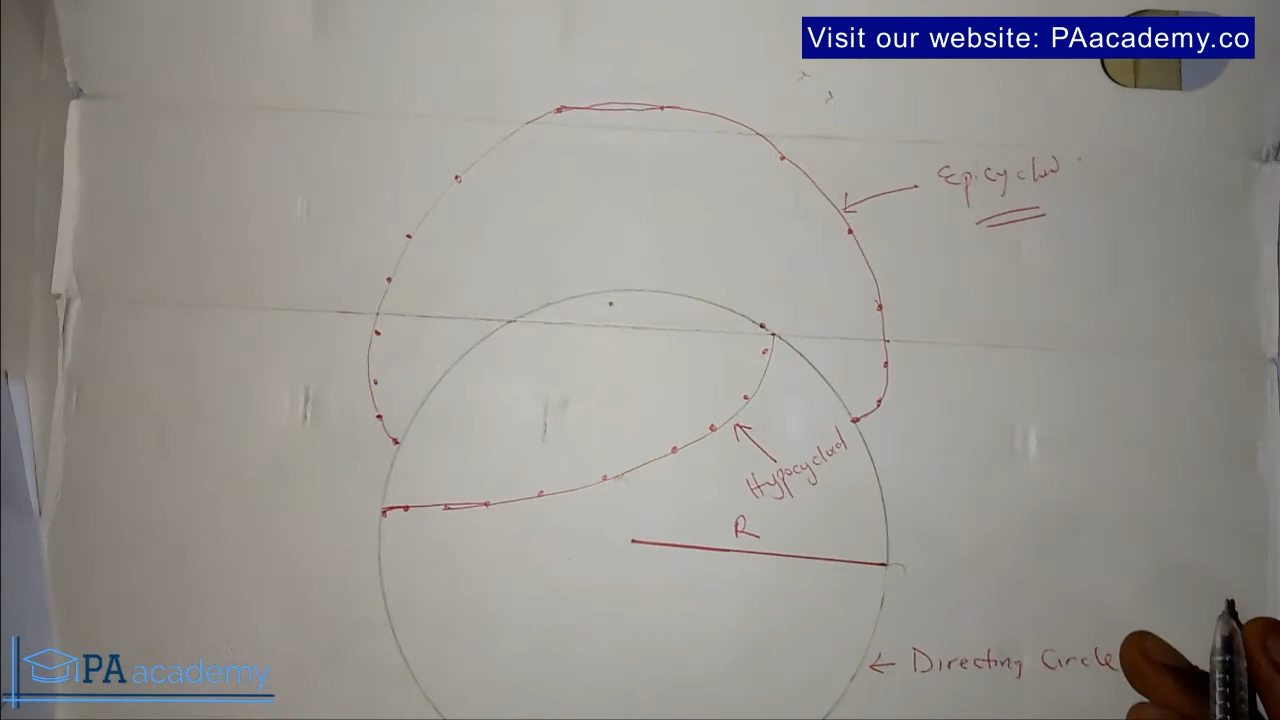 Visit our website: PAacademy.co
Epicycloid
Hypocycloid
R
← Directing Circle
PA academy